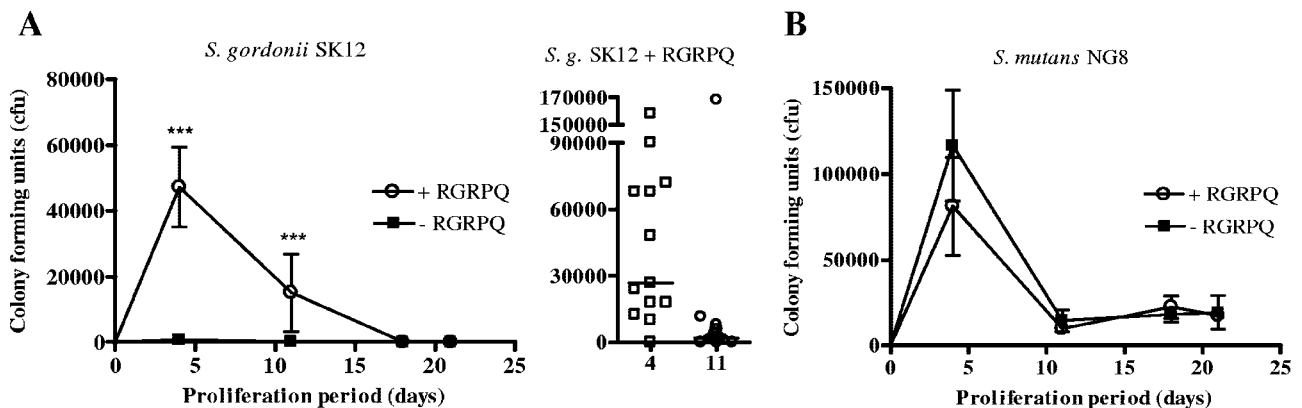 A
S. gordonii SK12
Colony forming units (cfu)
80000
60000
40000
20000
0
***
***
+ RGRPQ
- RGRPQ
0 5 10 15 20 25
Proliferation period (days)
S. g. SK12 + RGRPQ
170000
150000
90000
60000
30000
0
4 11
B
S. mutans NG8
Colony forming units (cfu)
150000
100000
50000
0
+ RGRPQ
- RGRPQ
0 5 10 15 20 25
Proliferation period (days)